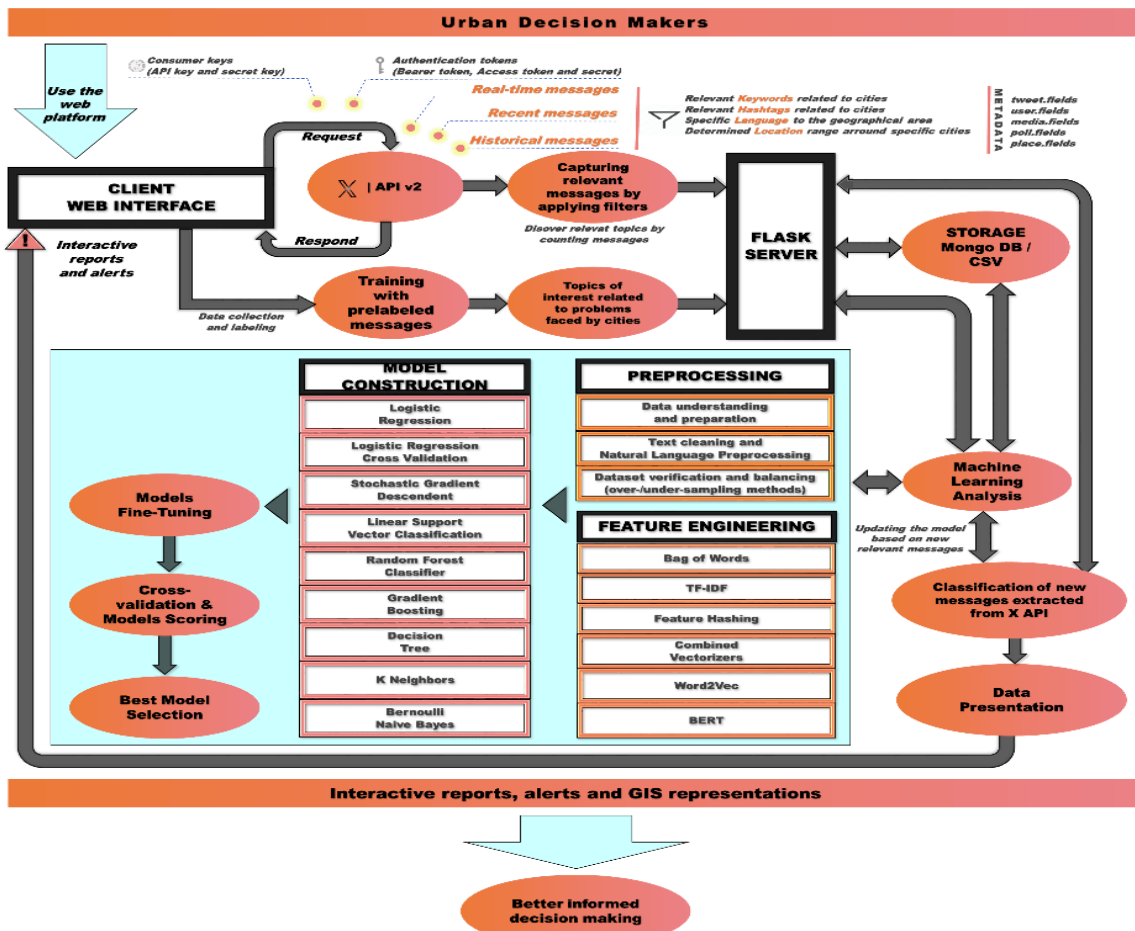 Urban Decision Makers
Use the
web
platform
Consumer keys
(API key and secret key)
Authentication tokens
(Bearer token, Access token and secret)
Real-time messages
Recent messages
Historical messages
Relevant Keywords related to cities
Relevant Hashtags related to cities
Specific Language to the geographical area
Determined Location range arround specific cities
METADATA
tweet.fields
user.fields
media.fields
poll.fields
place.fields
Request
CLIENT
WEB INTERFACE
X | API v2
Capturing
relevant
messages by
applying filters
Respond
Disover relevat topics by
counting messages
FLASK
SERVER
STORAGE
Mongo DB /
CSV
!
Interactive
reports
and alerts
Data collection
and labeling
Training
with
prelabeled
messages
Topics of
interest related
to problems
faced by cities
MODEL
CONSTRUCTION
Logistic
Regression
Logistic Regression
Cross Validation
Stochastic Gradient
Descendent
Linear Support
Vector Classification
Random Forest
Classifier
Gradient
Boosting
Decision
Tree
K Neighbors
Bernoulli
Naive Bayes
PREPROCESSING
Data understanding
and preparation
Text cleaning and
Natural Language Preprocessing
Dataset verification and balancing
(over-/under-sampling methods)
FEATURE ENGINEERING
Bag of Words
TF-IDF
Feature Hashing
Combined
Vectorizers
Word2Vec
BERT
Models
Fine-Tuning
Cross-
validation &
Models Scoring
Best Model
Selection
Machine
Learning
Analysis
Updating the model
based on new
relevant messages
Classification of new
messages extracted
from X API
Data
Presentation
Interactive reports, alerts and GIS representations
Better informed
decision making